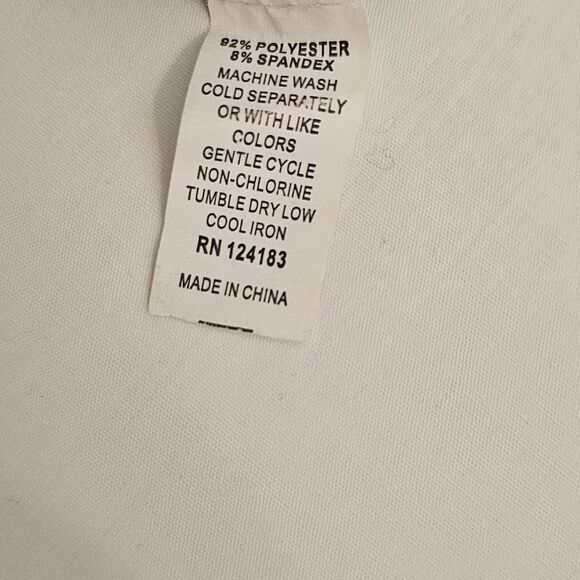 92% POLYESTER
8% SPANDEX
MACHINE WASH
COLD SEPARATELY
OR WITH LIKE
COLORS
GENTLE CYCLE
NON-CHLORINE
TUMBLE DRY LOW
COOL IRON
RN 124183
MADE IN CHINA